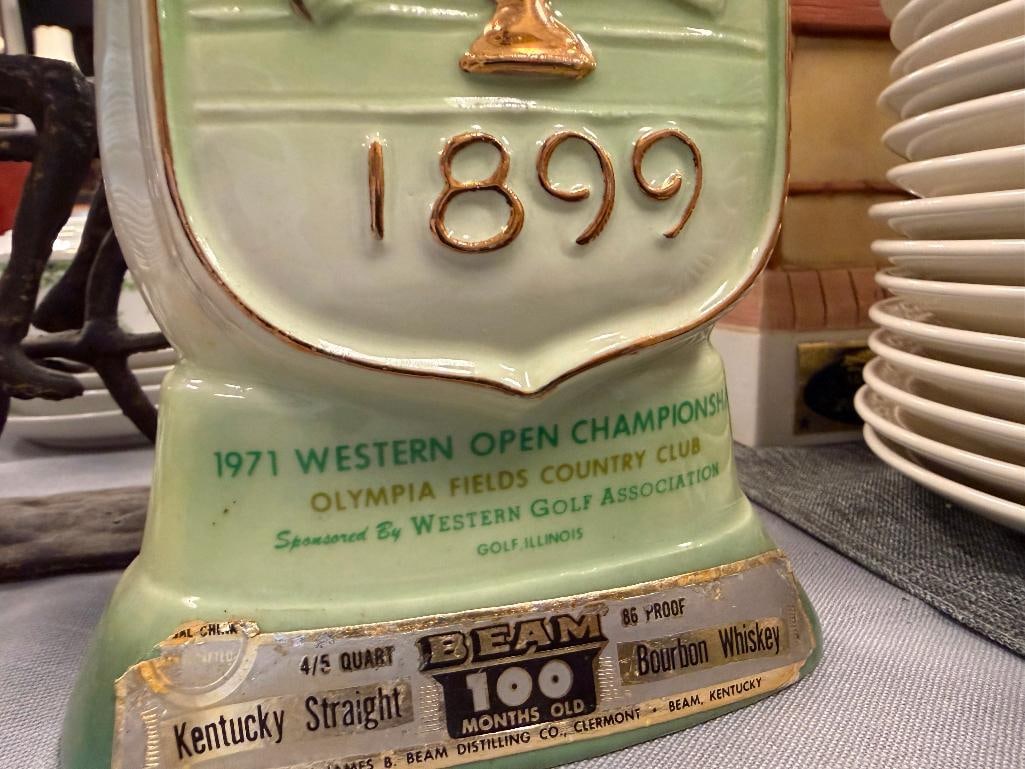 1899
1971 WESTERN OPEN CHAMPIONSH
OLYMPIA FIELDS COUNTRY CLUB
Sponsored By WESTERN GOLF ASSOCIATION
GOLF, ILLINOIS
4/5 QUART BEAM 86 PROOF
Kentucky Straight 100 Bourbon Whiskey
MONTHS OLD
JAMES B. BEAM DISTILLING CO., CLERMONT • BEAM, KENTUCKY